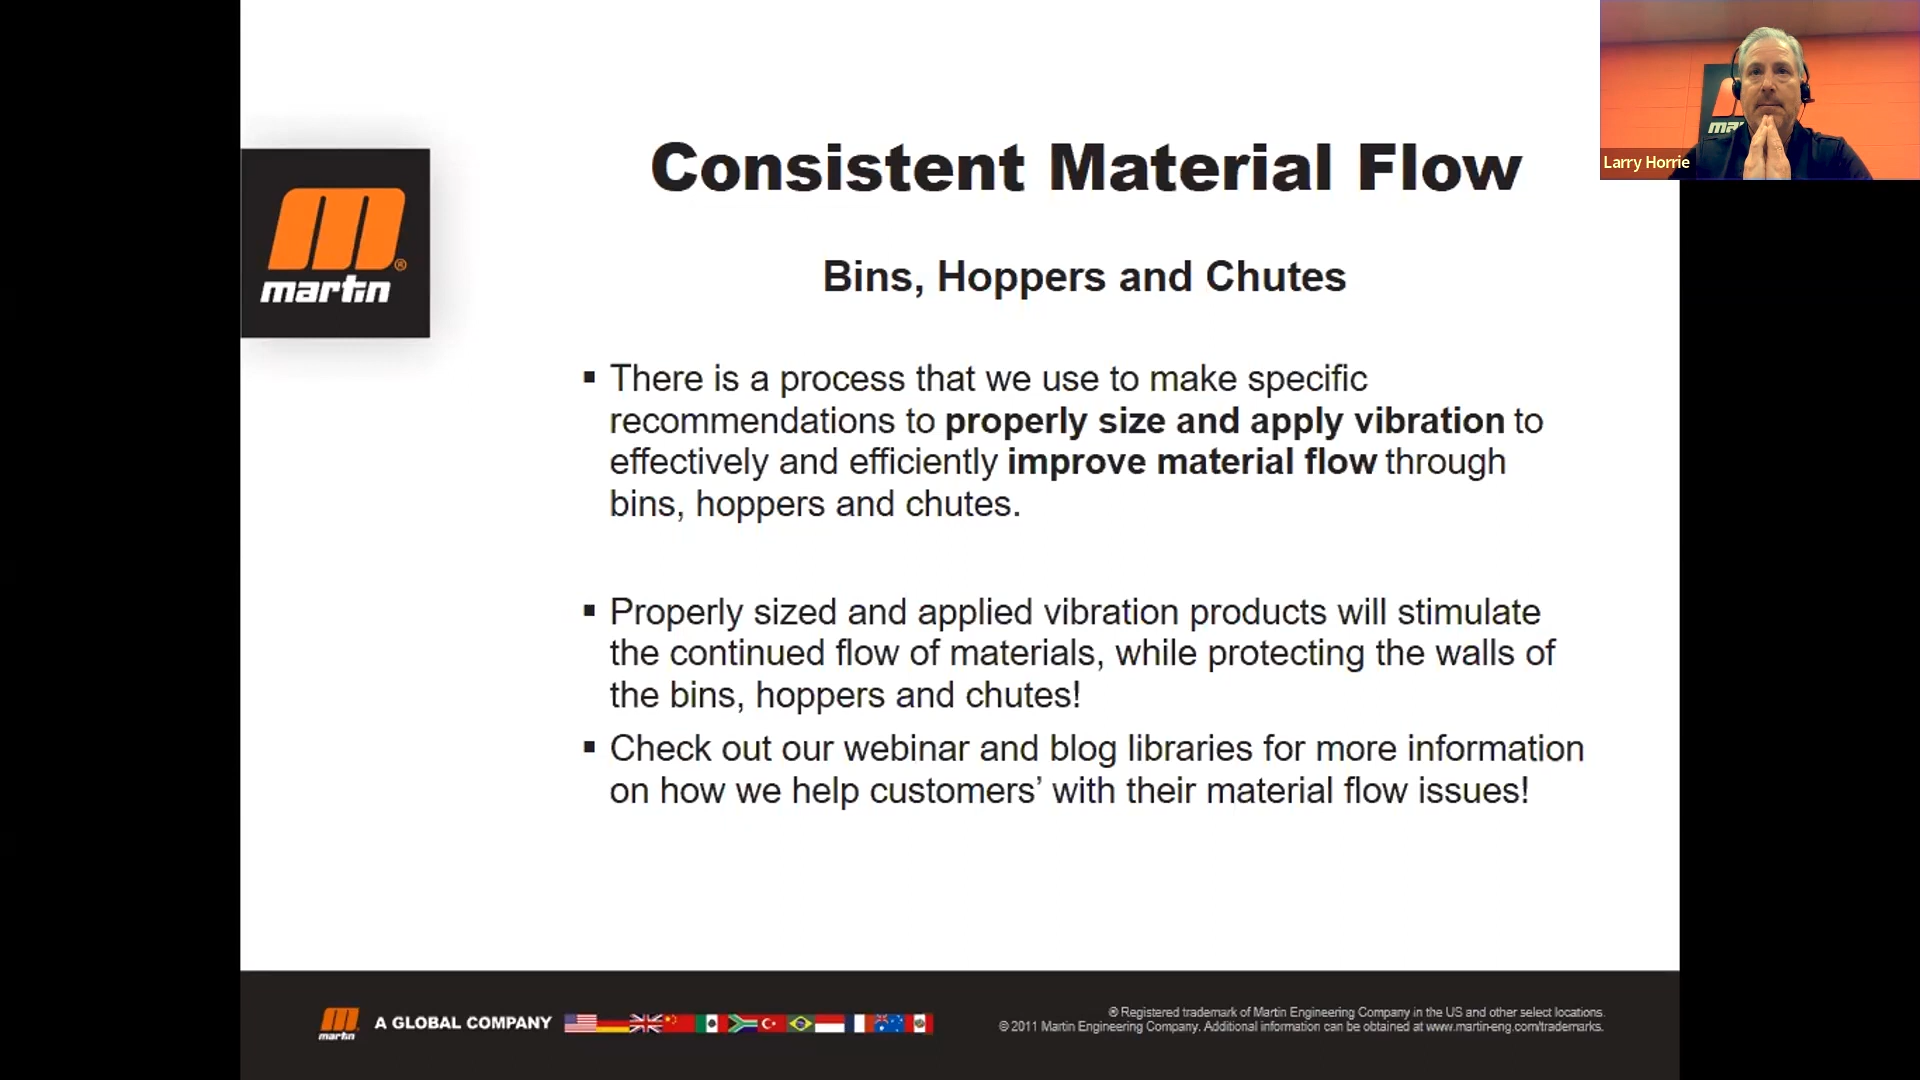 martin
®
Consistent Material Flow
Bins, Hoppers and Chutes
▪ There is a process that we use to make specific
recommendations to properly size and apply vibration to
effectively and efficiently improve material flow through
bins, hoppers and chutes.
▪ Properly sized and applied vibration products will stimulate
the continued flow of materials, while protecting the walls of
the bins, hoppers and chutes!
▪ Check out our webinar and blog libraries for more information
on how we help customers’ with their material flow issues!
Larry Horrie
martin
A GLOBAL COMPANY
® Registered trademark of Martin Engineering Company in the US and other select locations.
© 2011 Martin Engineering Company. Additional information can be obtained at www.martin-eng.com/trademarks.